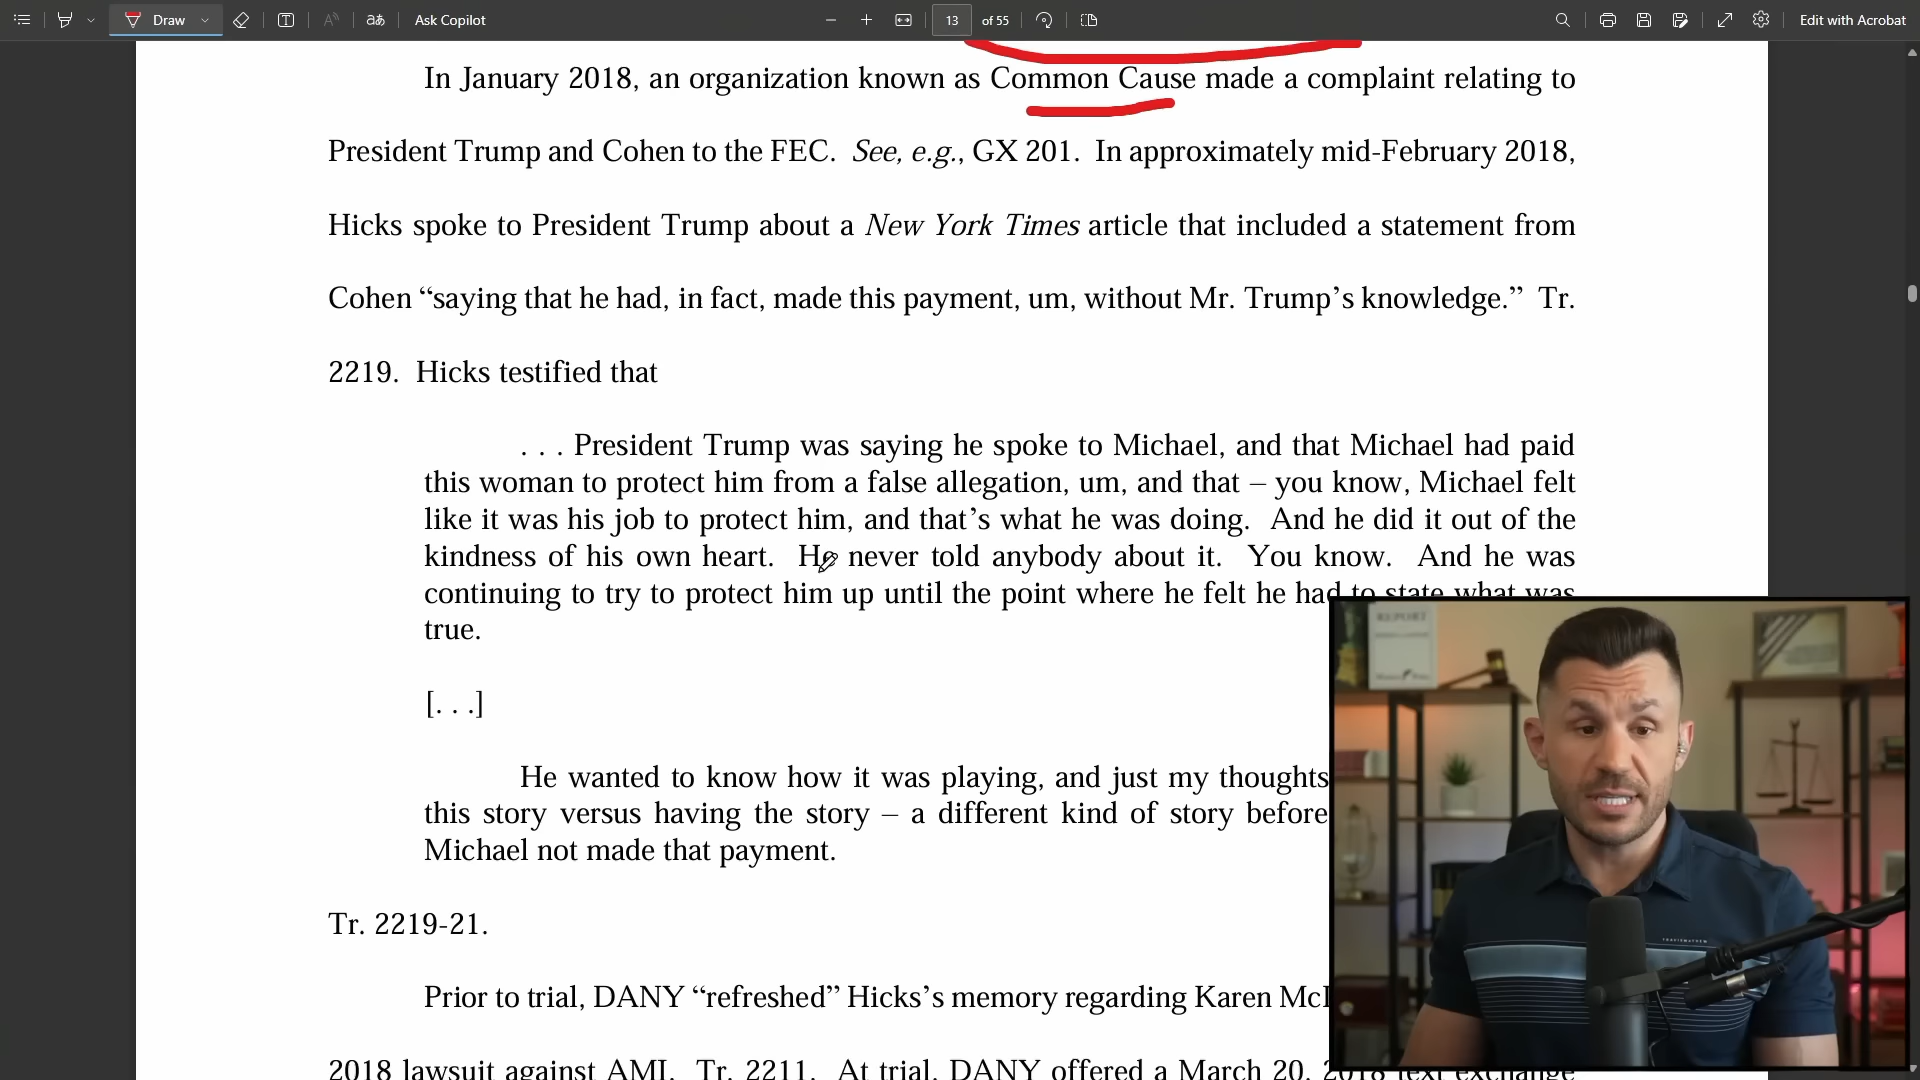 Draw
aあ
Ask Copilot
13
of 55
Edit with Acrobat
In January 2018, an organization known as Common Cause made a complaint relating to
President Trump and Cohen to the FEC. See, e.g., GX 201. In approximately mid-February 2018,
Hicks spoke to President Trump about a New York Times article that included a statement from
Cohen “saying that he had, in fact, made this payment, um, without Mr. Trump’s knowledge.” Tr.
2219. Hicks testified that
. . . President Trump was saying he spoke to Michael, and that Michael had paid
this woman to protect him from a false allegation, um, and that – you know, Michael felt
like it was his job to protect him, and that’s what he was doing. And he did it out of the
kindness of his own heart. He never told anybody about it. You know. And he was
continuing to try to protect him up until the point where he felt he had to state what was
true.
[. . .]
He wanted to know how it was playing, and just my thoughts
this story versus having the story – a different kind of story before
Michael not made that payment.
Tr. 2219-21.
Prior to trial, DANY “refreshed” Hicks’s memory regarding Karen
2018 lawsuit against AMI. Tr. 2211. At trial, DANY offered a March 20, 2018 text exchange
REPORT